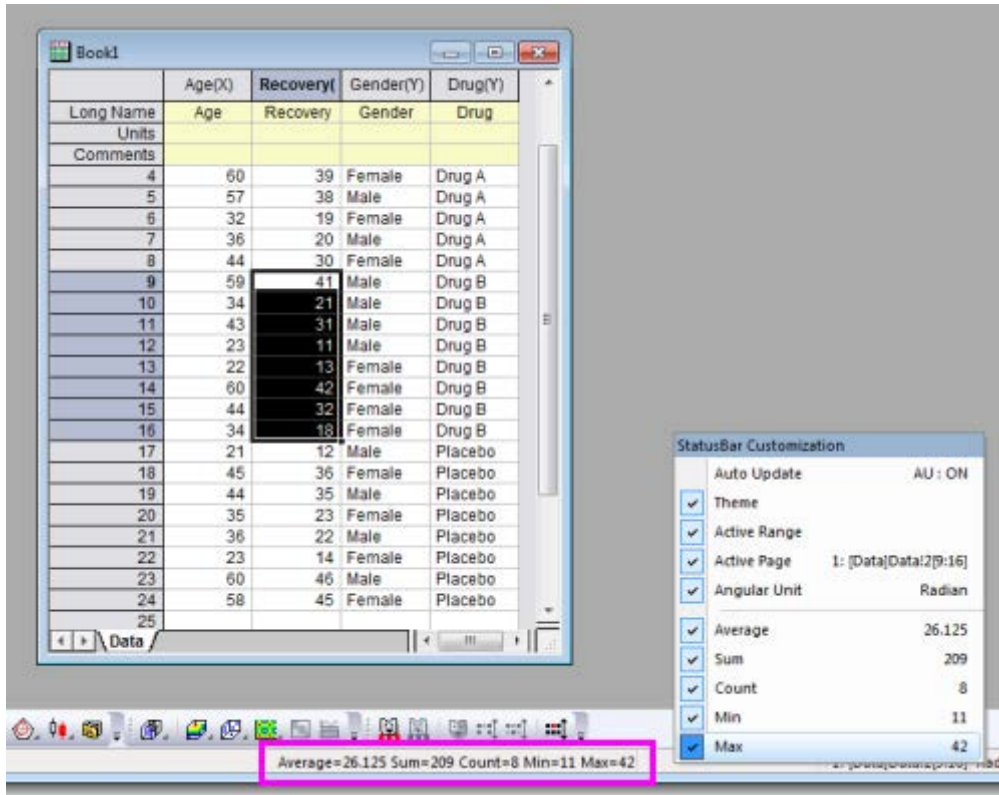 Book1
Age(X) Recovery( Gender(Y) Drug(Y)
Long Name Age Recovery Gender Drug
Units
Comments
4 60 39 Female Drug A
5 57 38 Male Drug A
6 32 19 Female Drug A
7 36 20 Male Drug A
8 44 30 Female Drug A
9 59 41 Male Drug B
10 34 21 Male Drug B
11 43 31 Male Drug B
12 23 11 Male Drug B
13 22 13 Female Drug B
14 60 42 Female Drug B
15 44 32 Female Drug B
16 34 18 Female Drug B
17 21 12 Male Placebo
18 45 36 Female Placebo
19 44 35 Male Placebo
20 35 23 Female Placebo
21 36 22 Male Placebo
22 23 14 Female Placebo
23 60 46 Male Placebo
24 58 45 Female Placebo
25
Data
StatusBar Customization
Auto Update AU : ON
Theme
Active Range
Active Page 1: [Data]Data!2[9:16]
Angular Unit Radian
Average 26.125
Sum 209
Count 8
Min 11
Max 42
Average=26.125 Sum=209 Count=8 Min=11 Max=42